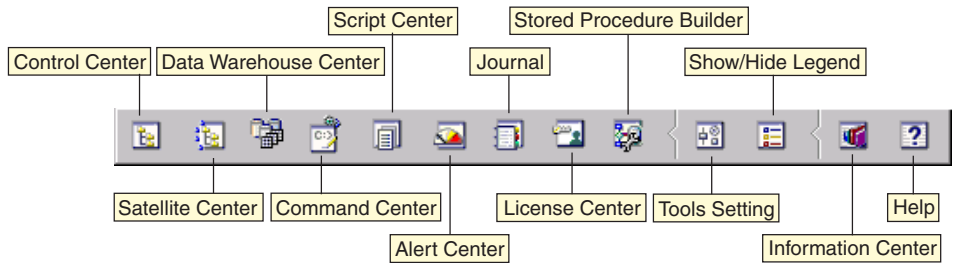 Script Center
Stored Procedure Builder
Control Center
Data Warehouse Center
Journal
Show/Hide Legend
Satellite Center
Command Center
License Center
Tools Setting
Help
Alert Center
Information Center